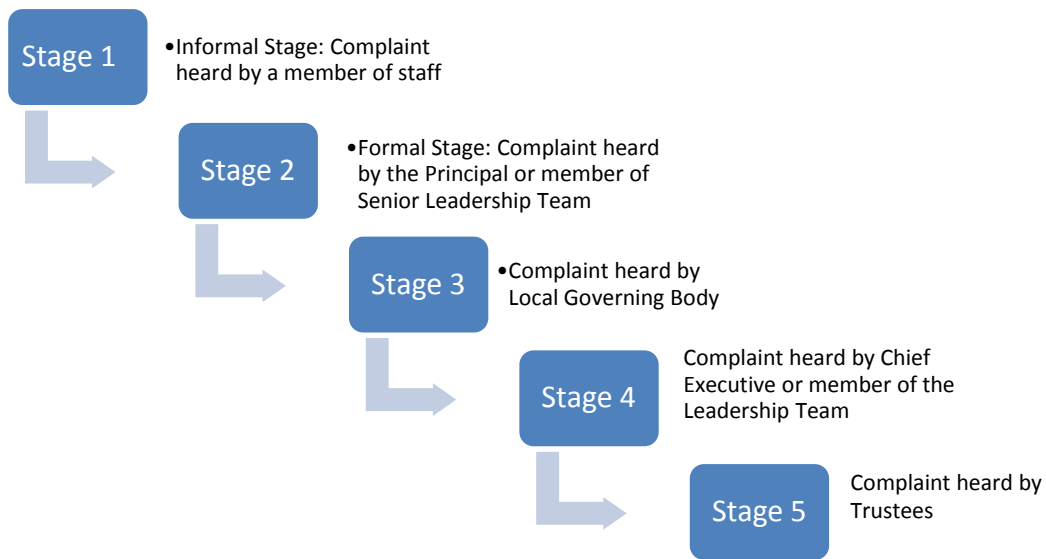 Stage 1
•Informal Stage: Complaint
heard by a member of staff
Stage 2
•Formal Stage: Complaint heard
by the Principal or member of
Senior Leadership Team
Stage 3
•Complaint heard by
Local Governing Body
Stage 4
Complaint heard by Chief
Executive or member of the
Leadership Team
Stage 5
Complaint heard by
Trustees